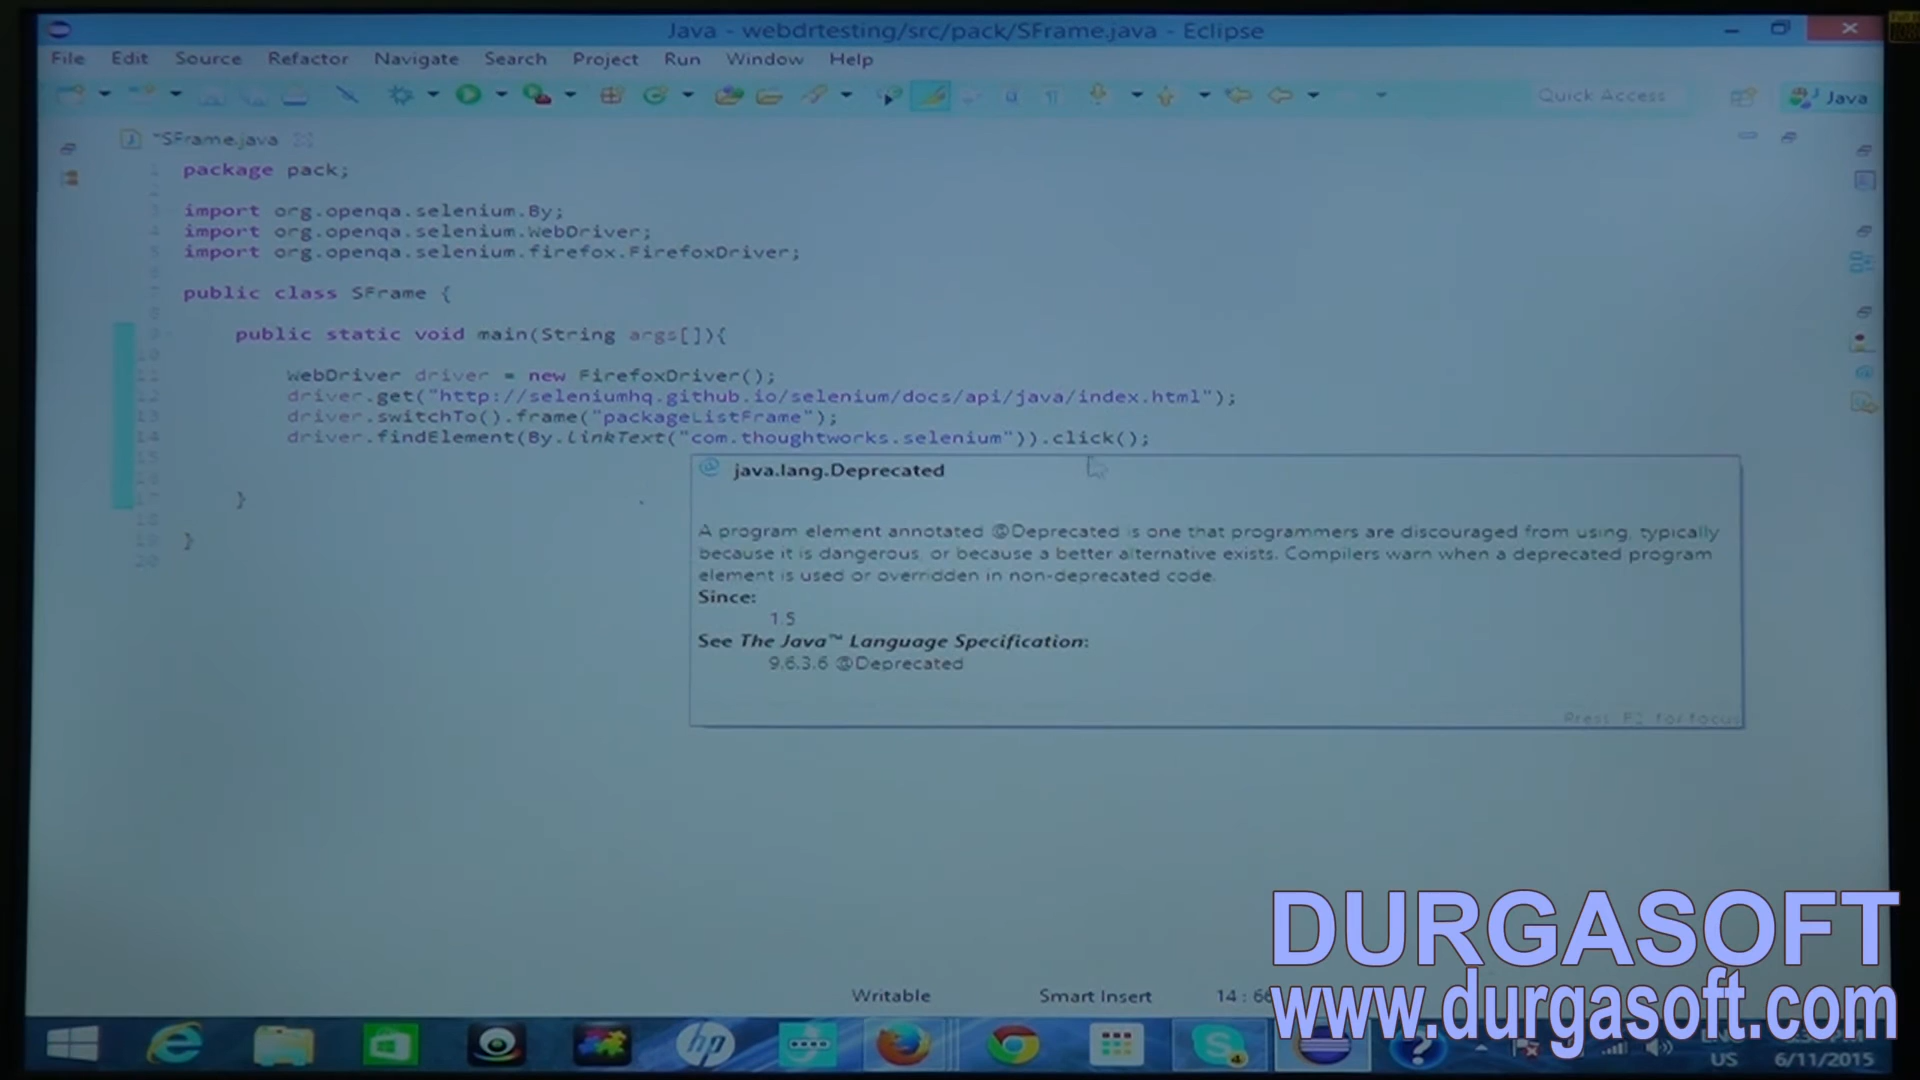 Java - webdrtesting/src/pack/SFrame.java - Eclipse
File Edit Source Refactor Navigate Search Project Run Window Help
Quick Access Java
*SFrame.java
package pack;
import org.openqa.selenium.By;
import org.openqa.selenium.WebDriver;
import org.openqa.selenium.firefox.FirefoxDriver;
public class SFrame {
public static void main(String args[]){
WebDriver driver = new FirefoxDriver();
driver.get("http://seleniumhq.github.io/selenium/docs/api/java/index.html");
driver.switchTo().frame("packageListFrame");
driver.findElement(By.linkText("com.thoughtworks.selenium")).click();
}
}
java.lang.Deprecated
A program element annotated @Deprecated is one that programmers are discouraged from using, typically
because it is dangerous, or because a better alternative exists. Compilers warn when a deprecated program
element is used or overridden in non-deprecated code.
Since:
1.5
See The Java™ Language Specification:
9.6.3.6 @Deprecated
Press 'F2' for focus
Writable Smart Insert 14 : 66
DURGASOFT
www.durgasoft.com
hp
US 6/11/2015